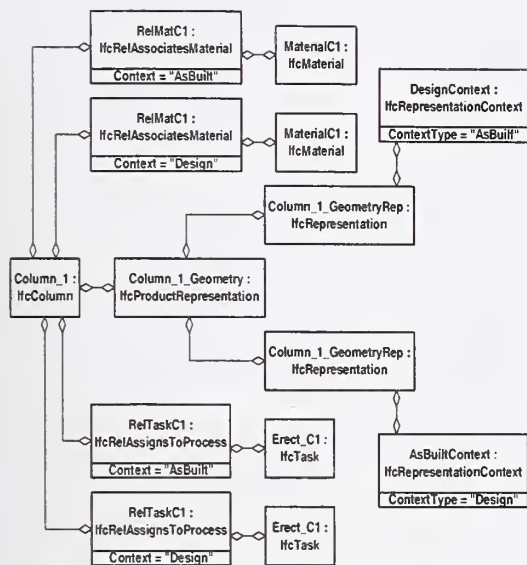 RelMatC1 :
IfcRelAssociatesMaterial
Context = "AsBuilt"
MaterialC1 :
IfcMaterial
RelMatC1 :
IfcRelAssociatesMaterial
Context = "Design"
MaterialC1 :
IfcMaterial
DesignContext :
IfcRepresentationContext
ContextType = "AsBuilt"
Column_1_GeometryRep :
IfcRepresentation
Column_1 :
IfcColumn
Column_1_Geometry :
IfcProductRepresentation
Column_1_GeometryRep :
IfcRepresentation
RelTaskC1 :
IfcRelAssignsToProcess
Context = "AsBuilt"
Erect_C1 :
IfcTask
AsBuiltContext :
IfcRepresentationContext
ContextType = "Design"
RelTaskC1 :
IfcRelAssignsToProcess
Context = "Design"
Erect_C1 :
IfcTask